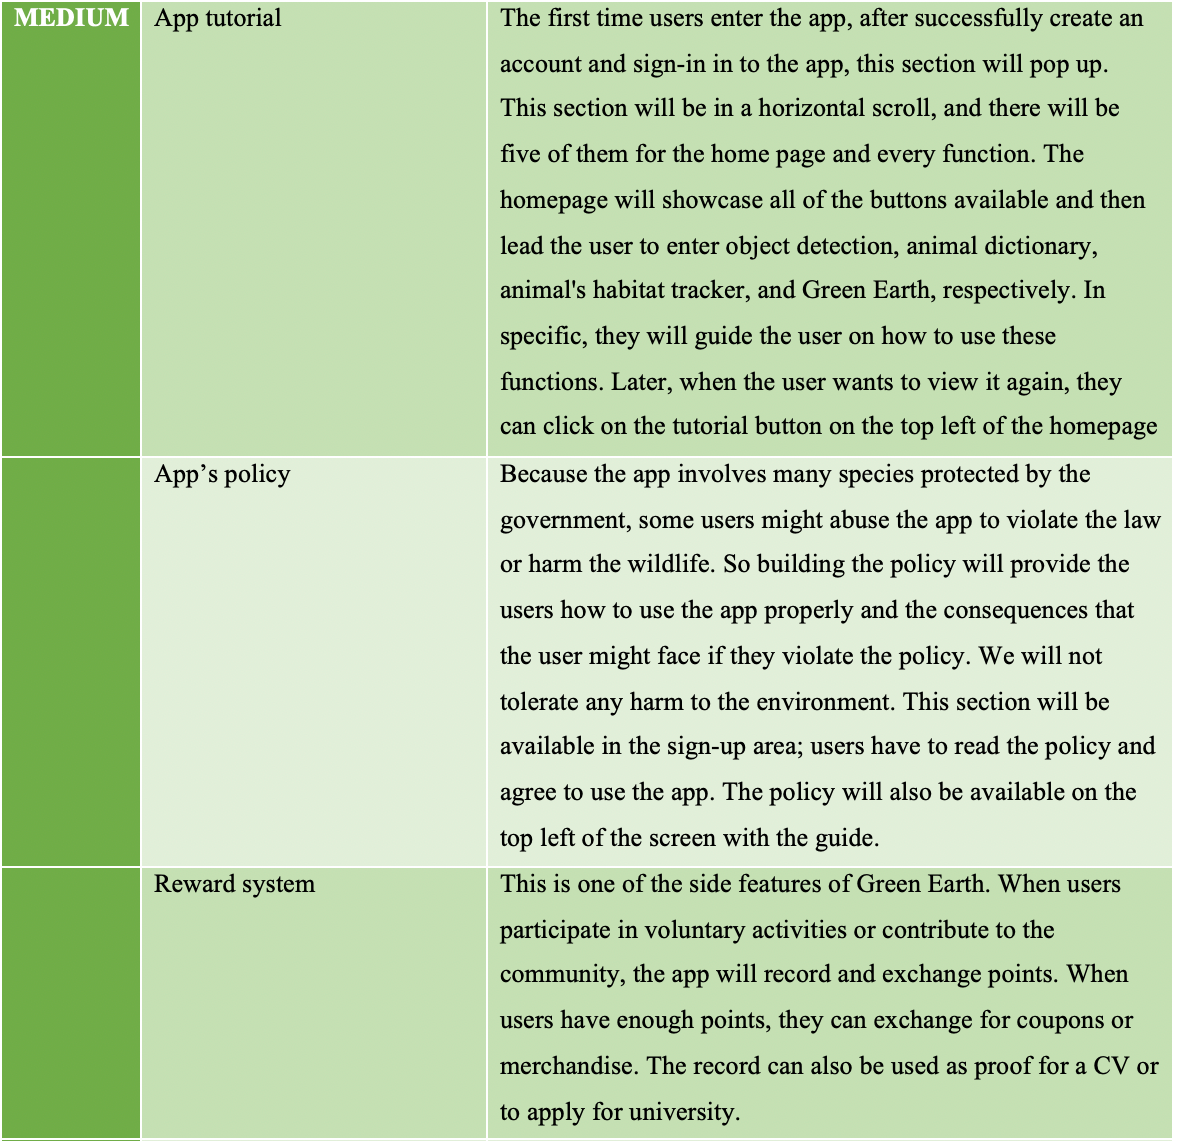 MEDIUM App tutorial The first time users enter the app, after successfully create an
account and sign-in in to the app, this section will pop up.
This section will be in a horizontal scroll, and there will be
five of them for the home page and every function. The
homepage will showcase all of the buttons available and then
lead the user to enter object detection, animal dictionary,
animal's habitat tracker, and Green Earth, respectively. In
specific, they will guide the user on how to use these
functions. Later, when the user wants to view it again, they
can click on the tutorial button on the top left of the homepage
App’s policy Because the app involves many species protected by the
government, some users might abuse the app to violate the law
or harm the wildlife. So building the policy will provide the
users how to use the app properly and the consequences that
the user might face if they violate the policy. We will not
tolerate any harm to the environment. This section will be
available in the sign-up area; users have to read the policy and
agree to use the app. The policy will also be available on the
top left of the screen with the guide.
Reward system This is one of the side features of Green Earth. When users
participate in voluntary activities or contribute to the
community, the app will record and exchange points. When
users have enough points, they can exchange for coupons or
merchandise. The record can also be used as proof for a CV or
to apply for university.